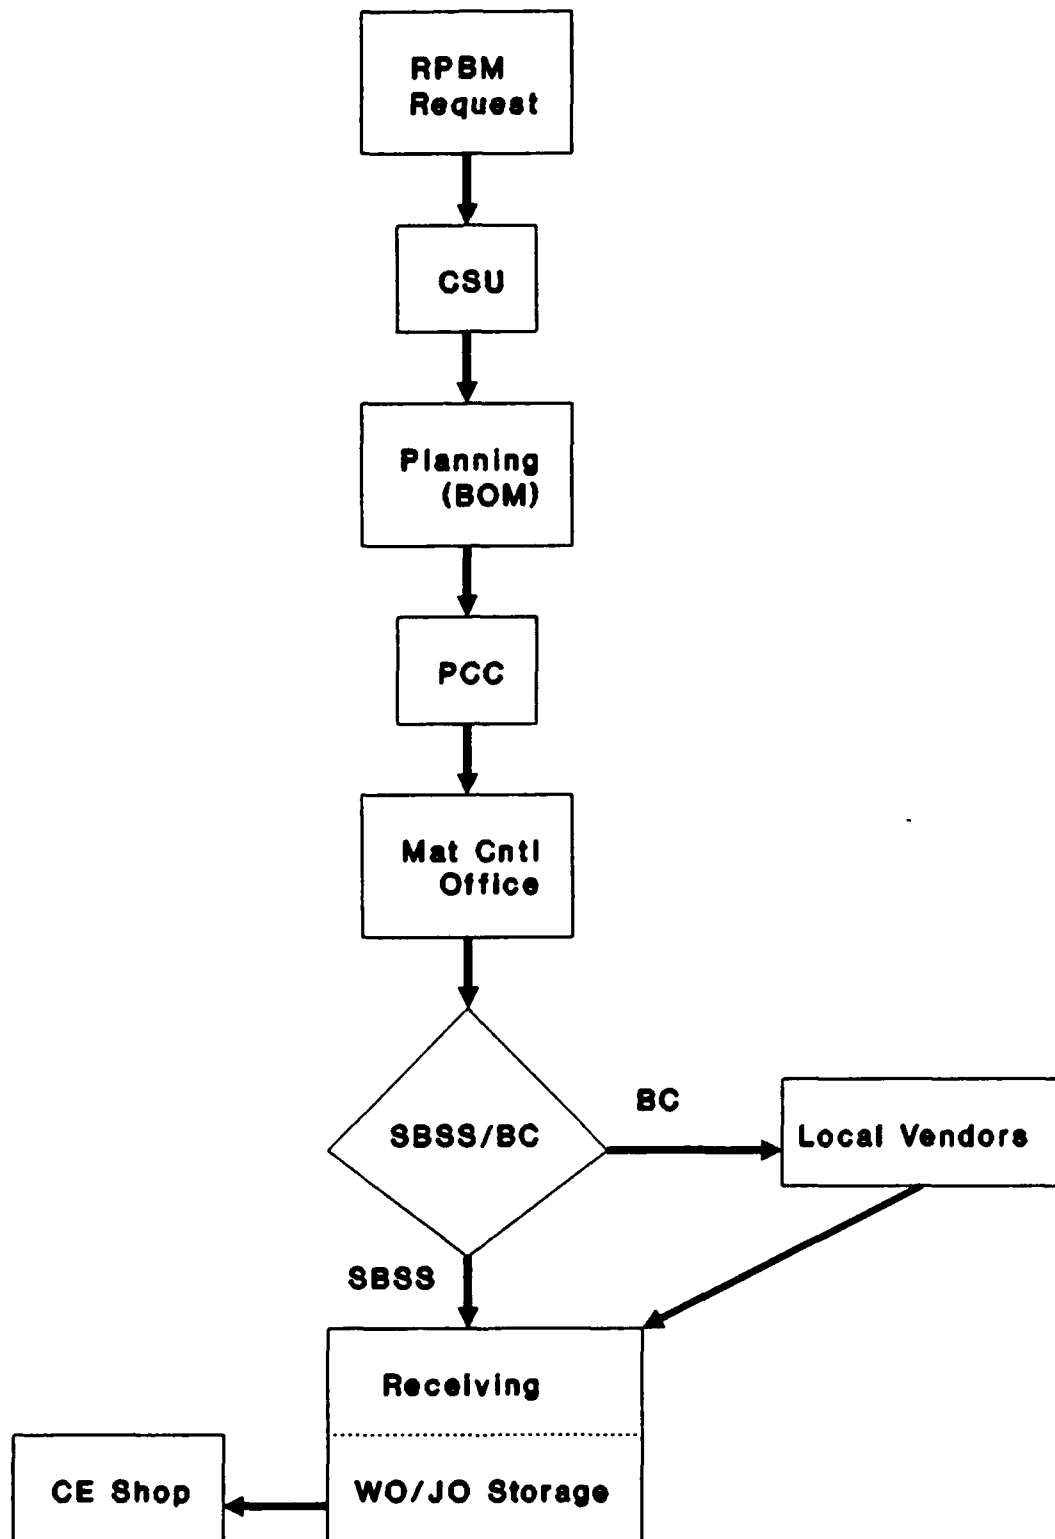 RPBM
Request
CSU
Planning
(BOM)
PCC
Mat Cntl
Office
SBSS/BC
BC
Local Vendors
SBSS
Receiving
CE Shop
WO/JO Storage